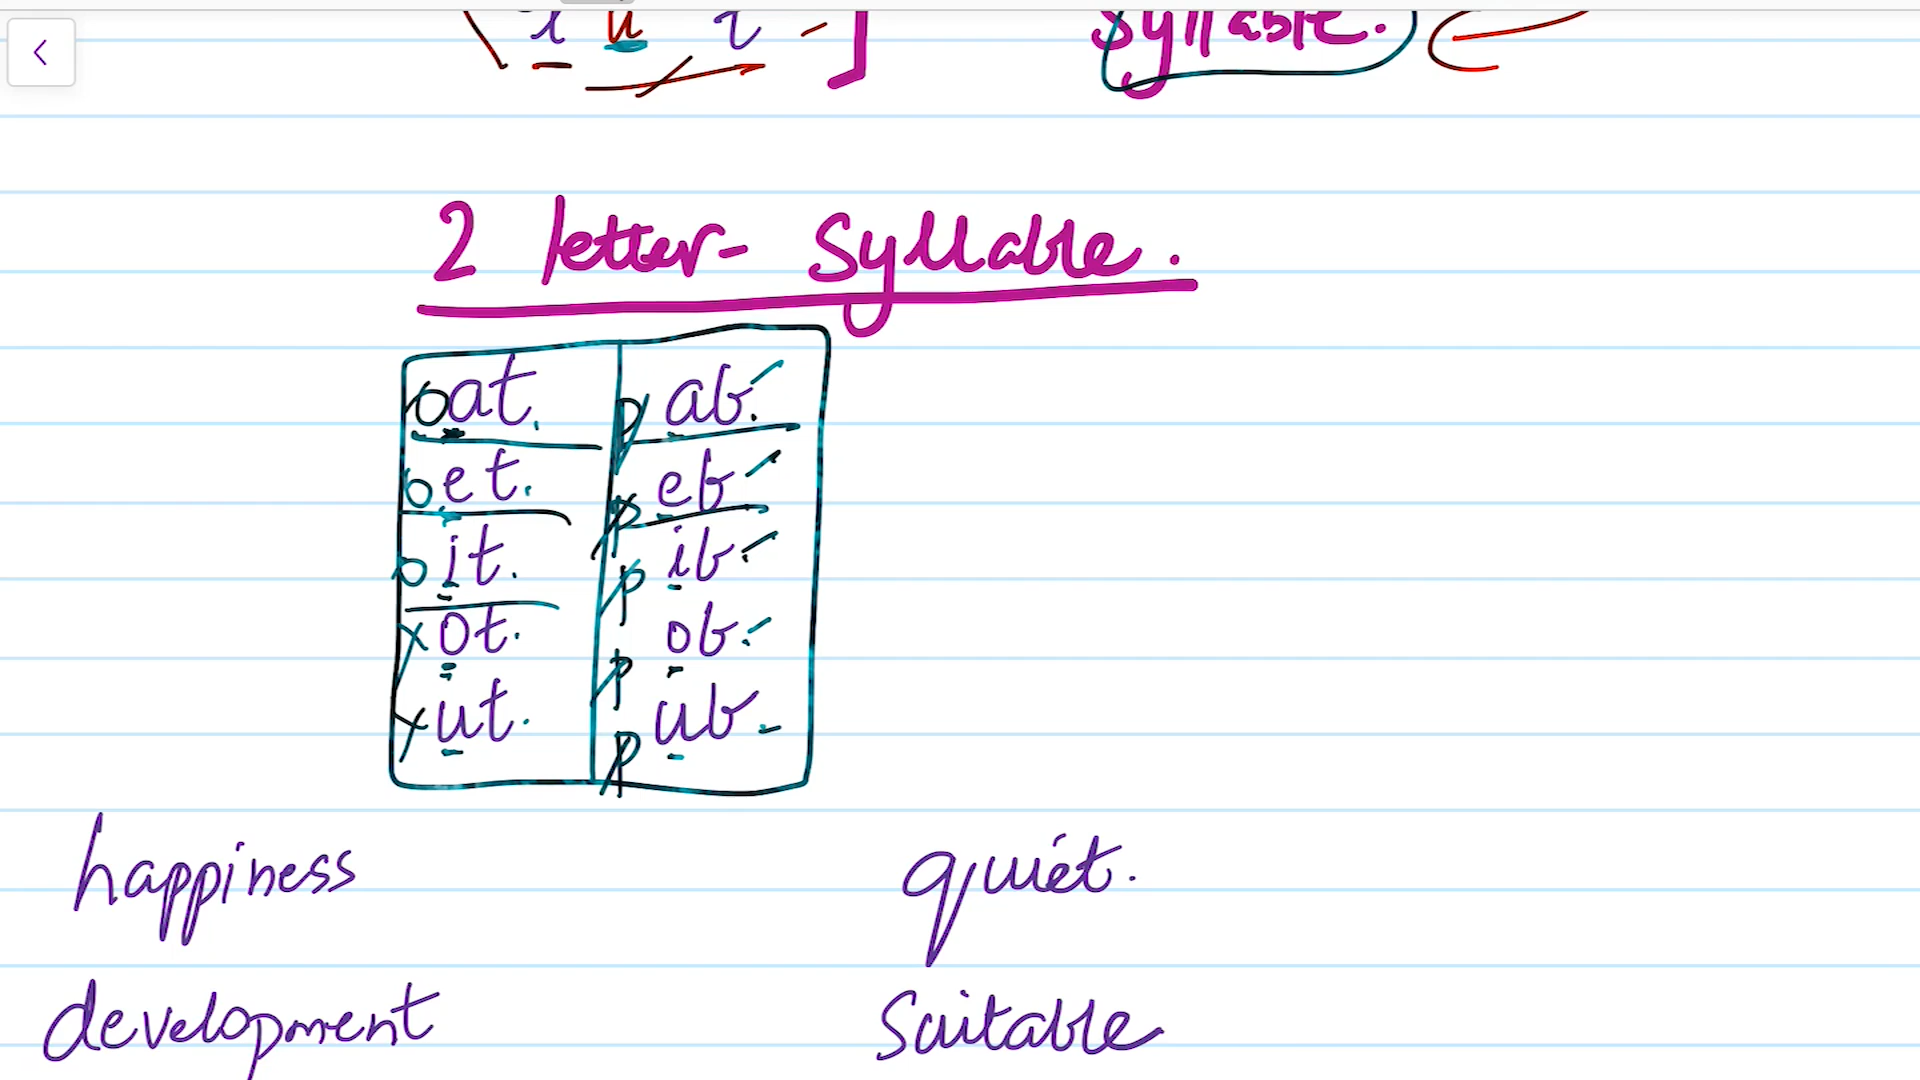 syllable.
2 letter- Syllable.
at. ab.
et. eb
it. ib
ot. ob.
ut. ub
happiness quiet.
development Suitable